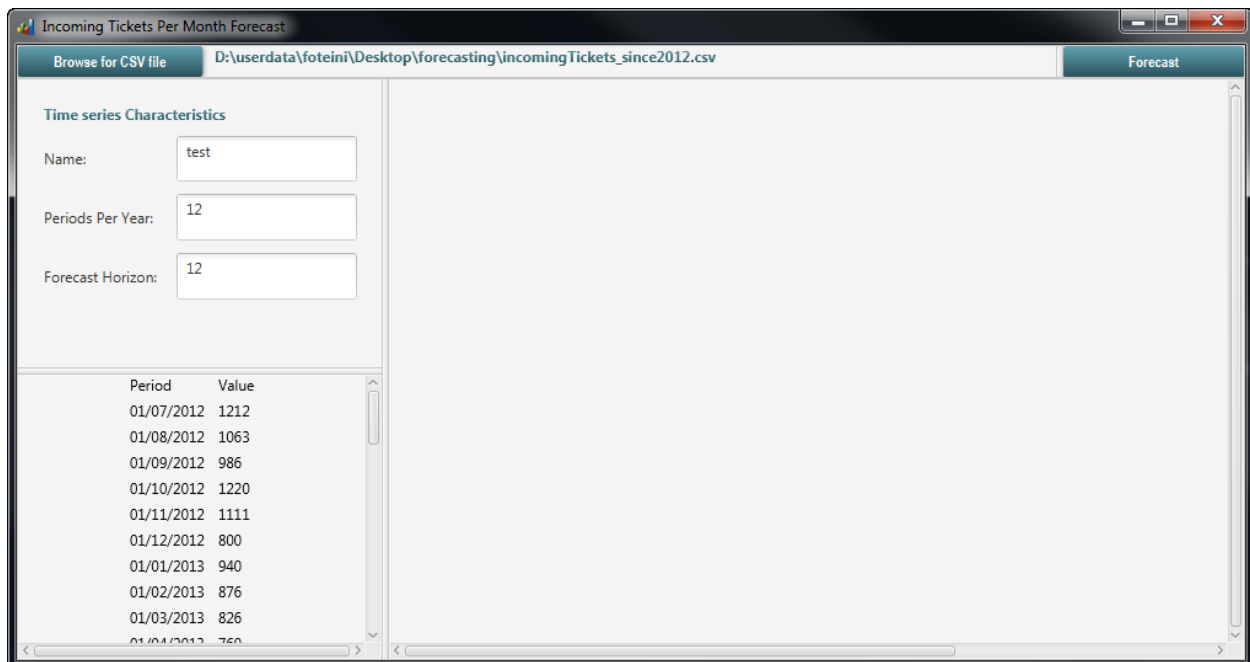 Incoming Tickets Per Month Forecast
Browse for CSV file
D:\userdata\foteini\Desktop\forecasting\incomingTickets_since2012.csv
Forecast
Time series Characteristics
Name: test
Periods Per Year: 12
Forecast Horizon: 12
Period Value
01/07/2012 1212
01/08/2012 1063
01/09/2012 986
01/10/2012 1220
01/11/2012 1111
01/12/2012 800
01/01/2013 940
01/02/2013 876
01/03/2013 826
01/04/2013